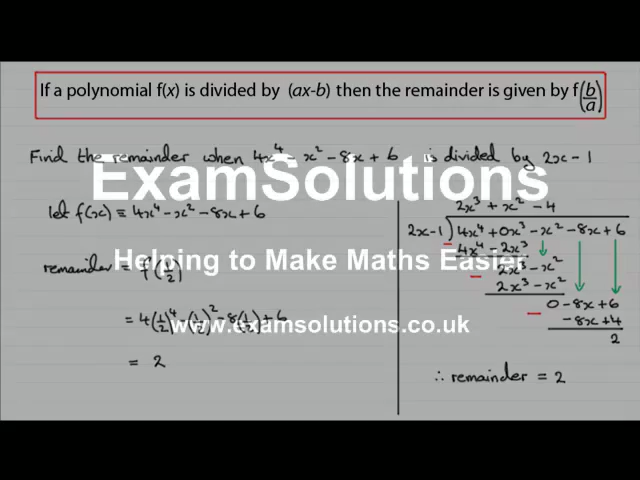 If a polynomial f(x) is divided by (ax-b) then the remainder is given by f(b/a)
Find the remainder when 4x⁴ - x² - 8x + 6 is divided by 2x - 1
ExamSolutions
let f(x) ≡ 4x⁴ - x² - 8x + 6
remainder = f(1/2)
= 4(1/2)⁴ - (1/2)² - 8(1/2) + 6
= 2
2x³ + x² - 4
2x-1 4x⁴ + 0x³ - x² - 8x + 6
4x⁴ - 2x³
Helping to Make Maths Easier
2x³ - x²
2x³ - x²
0 - 8x + 6
- 8x + 4
2
www.examsolutions.co.uk
∴ remainder = 2